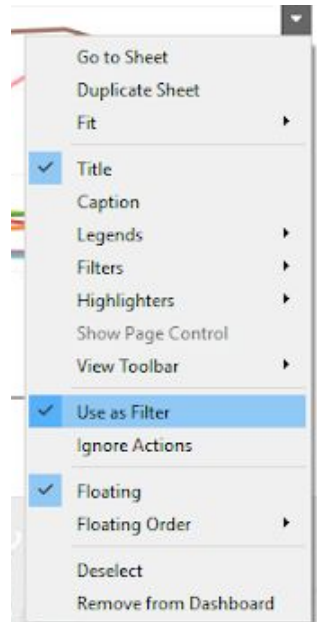 Go to Sheet
Duplicate Sheet
Fit
Title
Caption
Legends
Filters
Highlighters
Show Page Control
View Toolbar
Use as Filter
Ignore Actions
Floating
Floating Order
Deselect
Remove from Dashboard